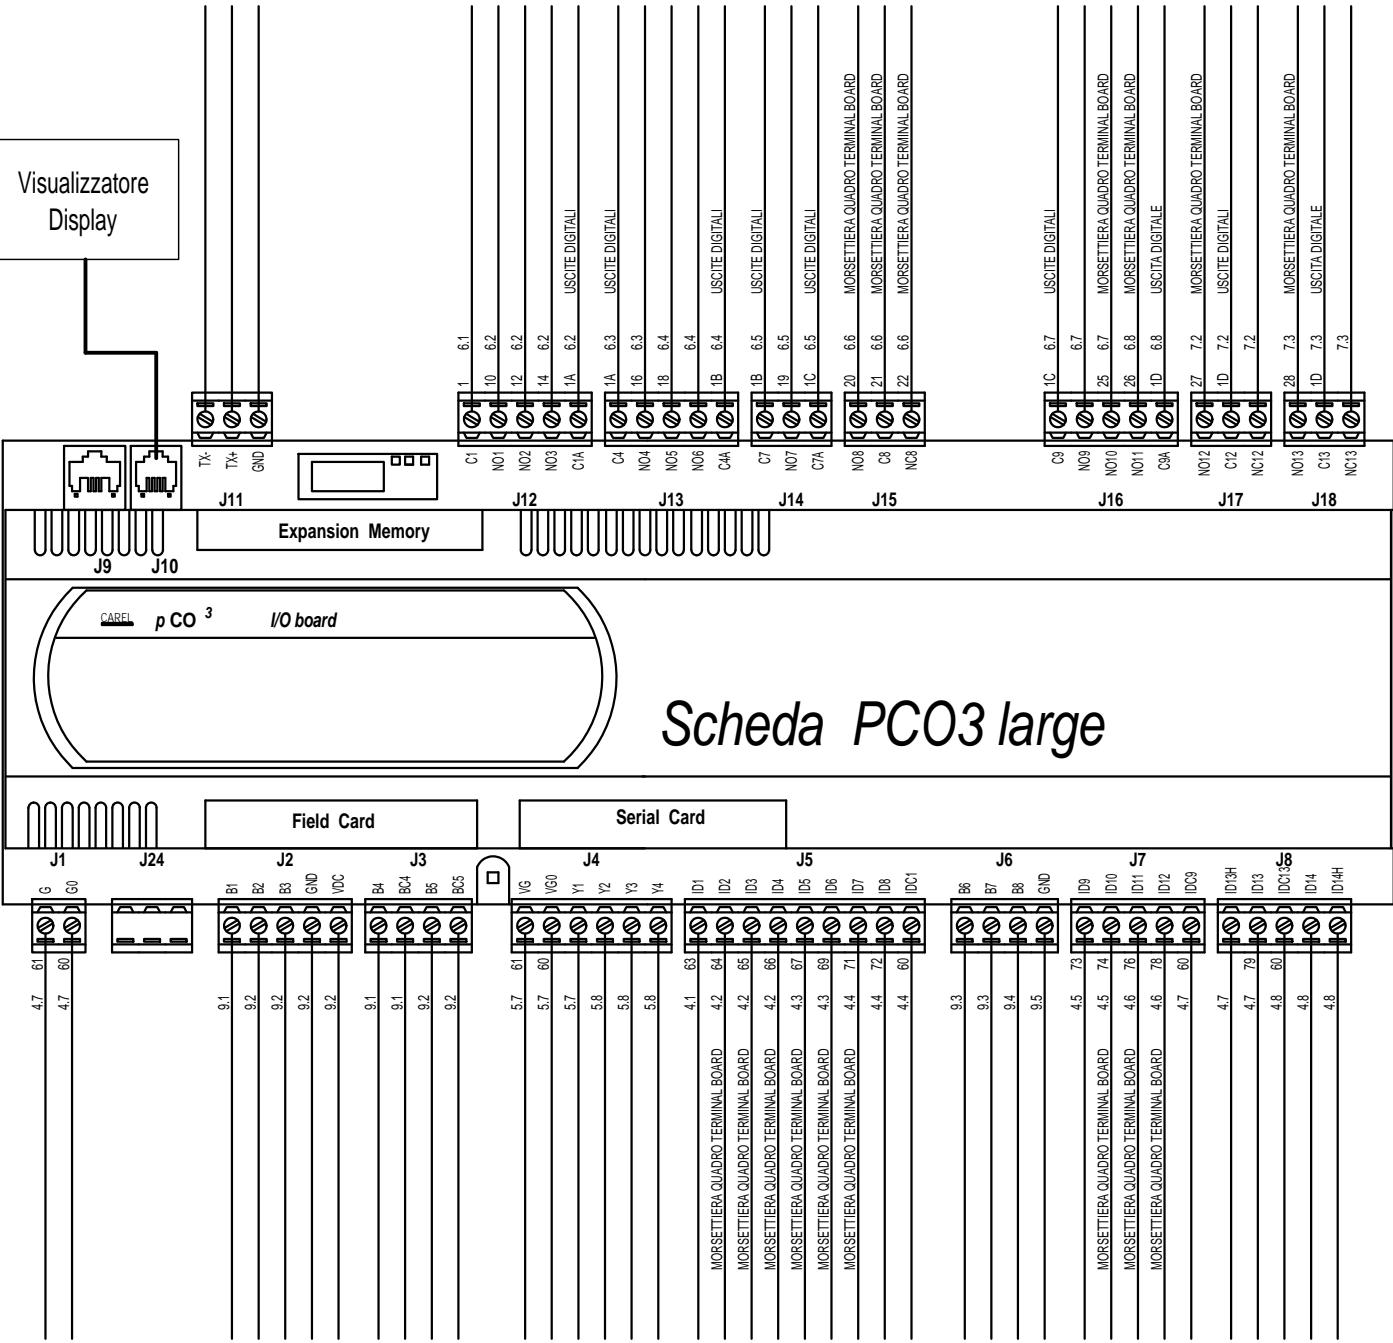 Visualizzatore
Display
USCITE DIGITALI
USCITE DIGITALI
USCITE DIGITALI
USCITE DIGITALI
USCITE DIGITALI
MORSETTIERA QUADRO TERMINAL BOARD
MORSETTIERA QUADRO TERMINAL BOARD
MORSETTIERA QUADRO TERMINAL BOARD
USCITE DIGITALI
MORSETTIERA QUADRO TERMINAL BOARD
MORSETTIERA QUADRO TERMINAL BOARD
USCITA DIGITALE
MORSETTIERA QUADRO TERMINAL BOARD
USCITE DIGITALI
MORSETTIERA QUADRO TERMINAL BOARD
USCITA DIGITALE
6.1 6.2 6.2 6.2 6.2 6.3 6.3 6.4 6.4 6.4 6.5 6.5 6.5 6.6 6.6 6.6 6.7 6.7 6.7 6.8 6.8 7.2 7.2 7.2 7.3 7.3 7.3
1 10 12 14 1A 1A 16 18 1B 1B 19 1C 20 21 22 1C 25 26 1D 27 1D 28 1D
TX- TX+ GND C1 NO1 NO2 NO3 C1A C4 NO4 NO5 NO6 C4A C7 NO7 C7A NO8 C8 NC8 C9 NO9 NO10 NO11 C9A NO12 C12 NC12 NO13 C13 NC13
J11 J12 J13 J14 J15 J16 J17 J18
Expansion Memory
J9 J10
CAREL pCO 3 I/O board
Scheda PCO3 large
Field Card Serial Card
J1 J24 J2 J3 J4 J5 J6 J7 J8
G G0 B1 B2 B3 GND VDC B4 BC4 B5 BC5 VG VG0 Y1 Y2 Y3 Y4 ID1 ID2 ID3 ID4 ID5 ID6 ID7 ID8 IDC1 B6 B7 B8 GND ID9 ID10 ID11 ID12 IDC9 ID13H ID13 IDC13 ID14 ID14H
61 60 61 60 63 64 65 66 67 69 71 72 60 73 74 76 78 60 79 60
4.7 4.7 9.1 9.2 9.2 9.2 9.2 9.1 9.1 9.2 9.2 5.7 5.7 5.7 5.8 5.8 5.8 4.1 4.2 4.2 4.2 4.3 4.3 4.4 4.4 4.4 9.3 9.3 9.4 9.5 4.5 4.5 4.6 4.6 4.7 4.7 4.7 4.8 4.8 4.8
MORSETTIERA QUADRO TERMINAL BOARD
MORSETTIERA QUADRO TERMINAL BOARD
MORSETTIERA QUADRO TERMINAL BOARD
MORSETTIERA QUADRO TERMINAL BOARD
MORSETTIERA QUADRO TERMINAL BOARD
MORSETTIERA QUADRO TERMINAL BOARD
MORSETTIERA QUADRO TERMINAL BOARD
MORSETTIERA QUADRO TERMINAL BOARD
MORSETTIERA QUADRO TERMINAL BOARD